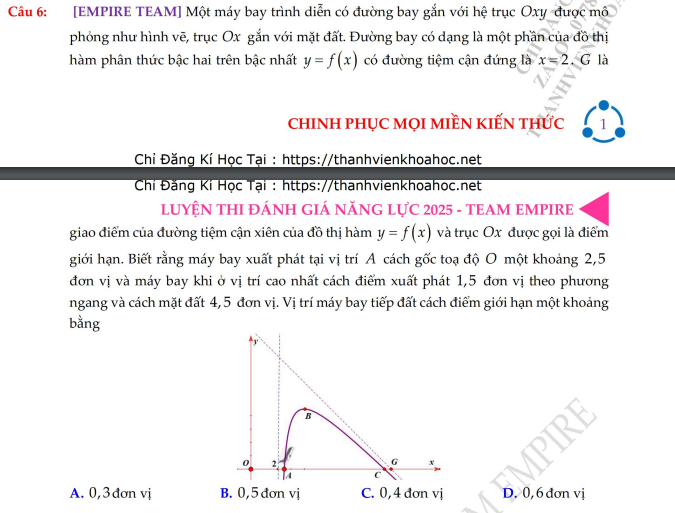 Câu 6: [EMPIRE TEAM] Một máy bay trình diễn có đường bay gắn với hệ trục Oxy được mô
phỏng như hình vẽ, trục Ox gắn với mặt đất. Đường bay có dạng là một phần của đồ thị
hàm phân thức bậc hai trên bậc nhất y = f(x) có đường tiệm cận đứng là x = 2. G là
CHINH PHỤC MỌI MIỀN KIẾN THỨC 1
Chỉ Đăng Kí Học Tại : https://thanhvienkhoahoc.net
Chỉ Đăng Kí Học Tại : https://thanhvienkhoahoc.net
LUYỆN THI ĐÁNH GIÁ NĂNG LỰC 2025 - TEAM EMPIRE
giao điểm của đường tiệm cận xiên của đồ thị hàm y = f(x) và trục Ox được gọi là điểm
giới hạn. Biết rằng máy bay xuất phát tại vị trí A cách gốc toạ độ O một khoảng 2,5
đơn vị và máy bay khi ở vị trí cao nhất cách điểm xuất phát 1,5 đơn vị theo phương
ngang và cách mặt đất 4,5 đơn vị. Vị trí máy bay tiếp đất cách điểm giới hạn một khoảng
bằng
y
B
O 2 G x
A C
A. 0,3 đơn vị B. 0,5 đơn vị C. 0,4 đơn vị D. 0,6 đơn vị